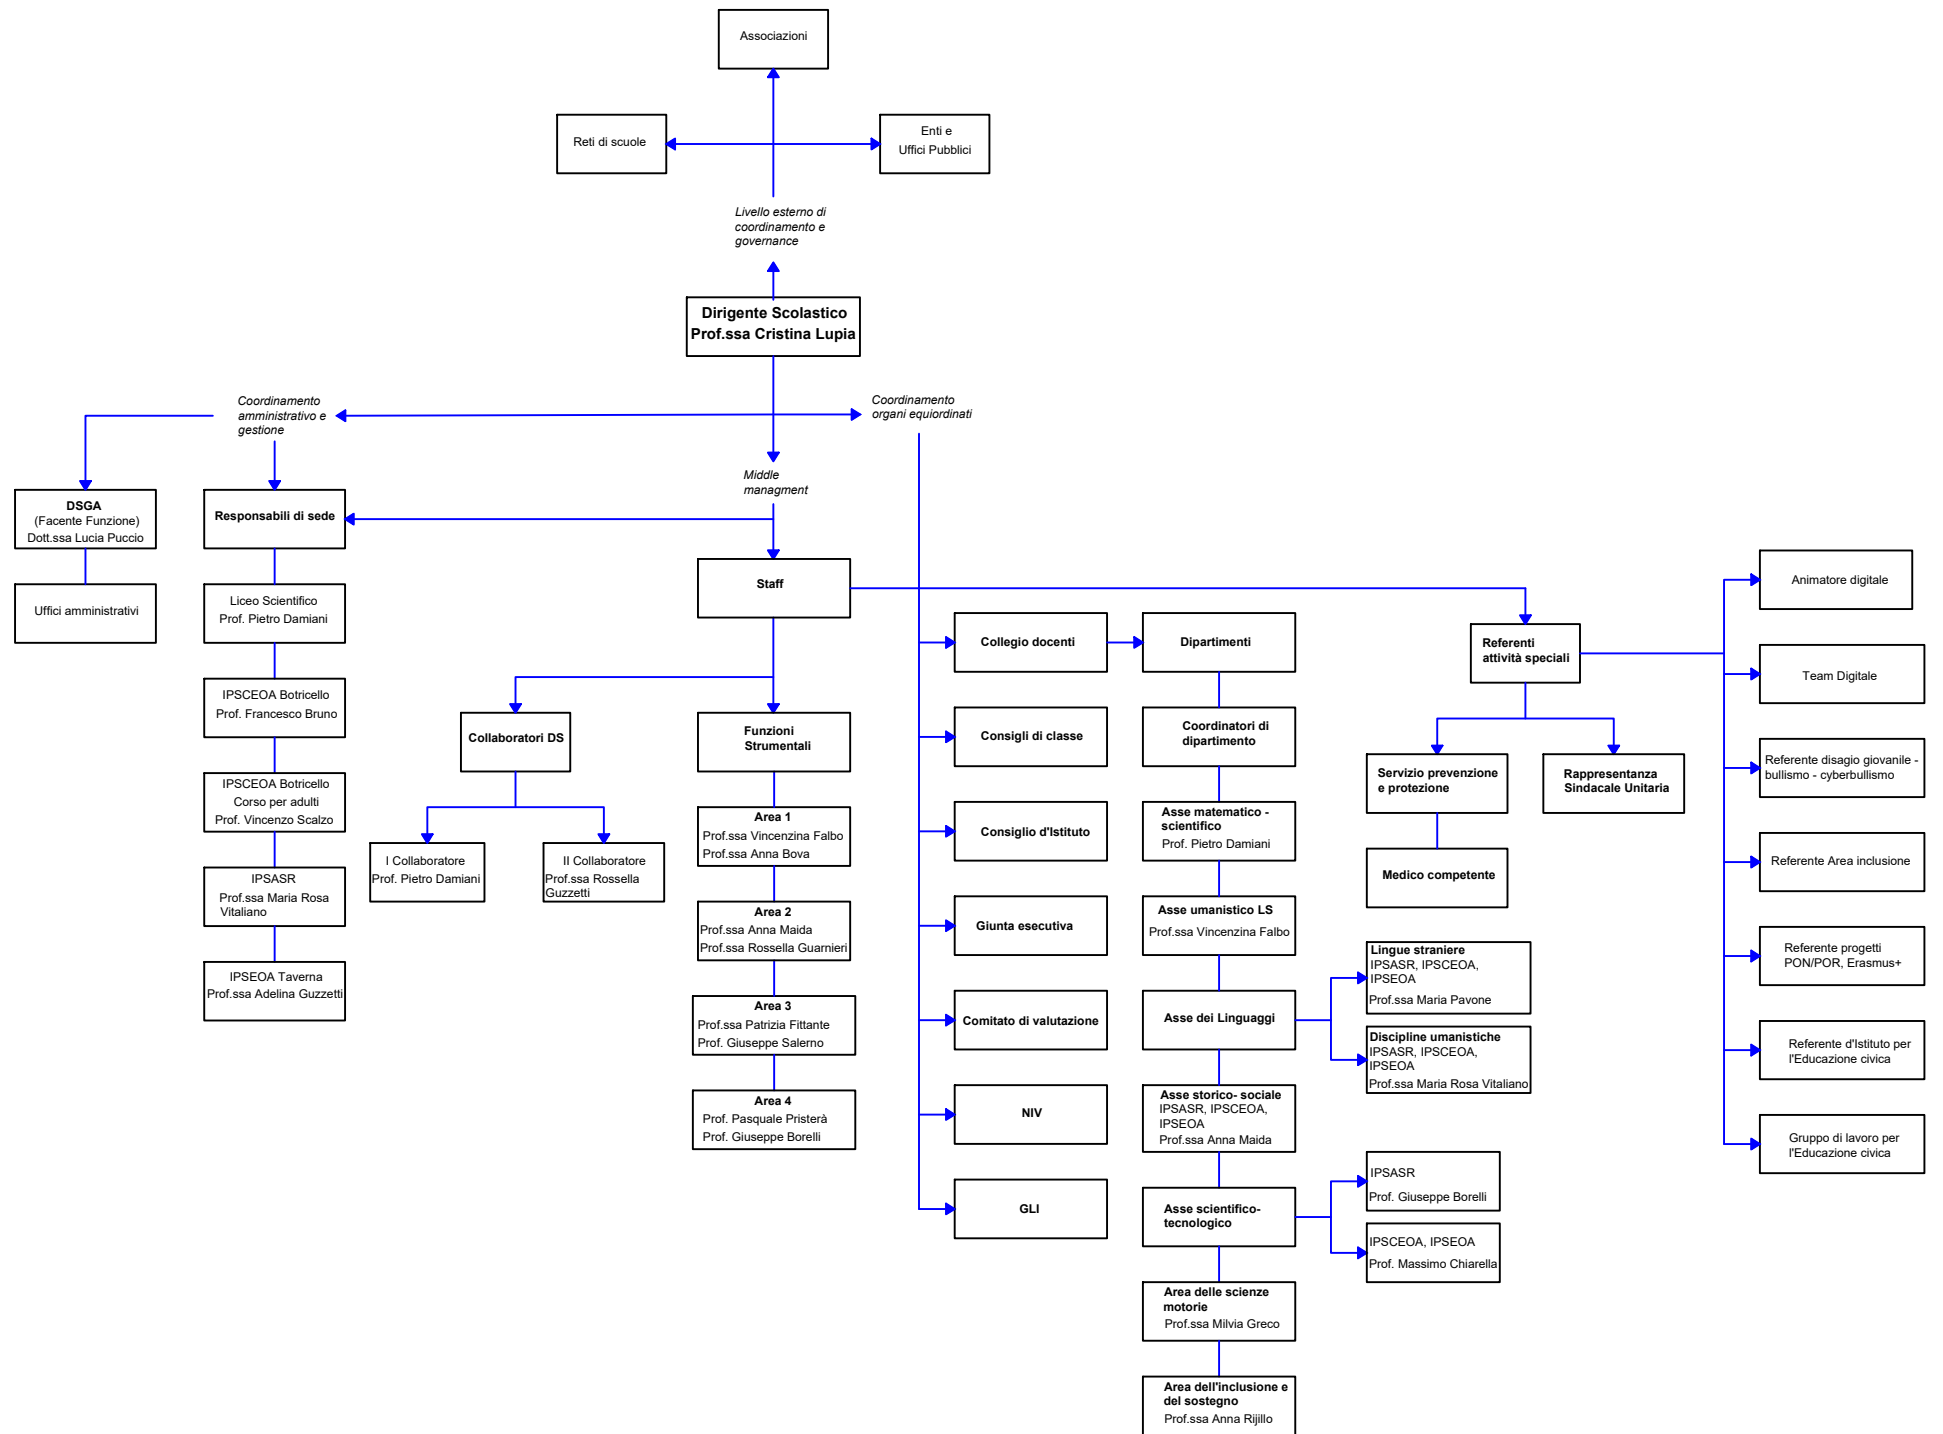 Associazioni
Reti di scuole
Enti e
Uffici Pubblici
Livello esterno di
coordinamento e
governance
Dirigente Scolastico
Prof.ssa Cristina Lupia
Coordinamento
amministrativo e
gestione
Coordinamento
organi equiordinati
Middle
managment
DSGA
(Facente Funzione)
Dott.ssa Lucia Puccio
Uffici amministrativi
Responsabili di sede
Liceo Scientifico
Prof. Pietro Damiani
IPSCEOA Botricello
Prof. Francesco Bruno
IPSCEOA Botricello
Corso per adulti
Prof. Vincenzo Scalzo
IPSASR
Prof.ssa Maria Rosa
Vitaliano
IPSEOA Taverna
Prof.ssa Adelina Guzzetti
Staff
Collaboratori DS
I Collaboratore
Prof. Pietro Damiani
II Collaboratore
Prof.ssa Rossella
Guzzetti
Funzioni
Strumentali
Area 1
Prof.ssa Vincenzina Falbo
Prof.ssa Anna Bova
Area 2
Prof.ssa Anna Maida
Prof.ssa Rossella Guarnieri
Area 3
Prof.ssa Patrizia Fittante
Prof. Giuseppe Salerno
Area 4
Prof. Pasquale Pristerà
Prof. Giuseppe Borelli
Collegio docenti
Consigli di classe
Consiglio d'Istituto
Giunta esecutiva
Comitato di valutazione
NIV
GLI
Dipartimenti
Coordinatori di
dipartimento
Asse matematico -
scientifico
Prof. Pietro Damiani
Asse umanistico LS
Prof.ssa Vincenzina Falbo
Asse dei Linguaggi
Lingue straniere
IPSASR, IPSCEOA,
IPSEOA
Prof.ssa Maria Pavone
Discipline umanistiche
IPSASR, IPSCEOA,
IPSEOA
Prof.ssa Maria Rosa Vitaliano
Asse storico- sociale
IPSASR, IPSCEOA,
IPSEOA
Prof.ssa Anna Maida
Asse scientifico-
tecnologico
IPSASR
Prof. Giuseppe Borelli
IPSCEOA, IPSEOA
Prof. Massimo Chiarella
Area delle scienze
motorie
Prof.ssa Milvia Greco
Area dell'inclusione e
del sostegno
Prof.ssa Anna Rijillo
Referenti
attività speciali
Servizio prevenzione
e protezione
Rappresentanza
Sindacale Unitaria
Medico competente
Animatore digitale
Team Digitale
Referente disagio giovanile -
bullismo - cyberbullismo
Referente Area inclusione
Referente progetti
PON/POR, Erasmus+
Referente d'Istituto per
l'Educazione civica
Gruppo di lavoro per
l'Educazione civica